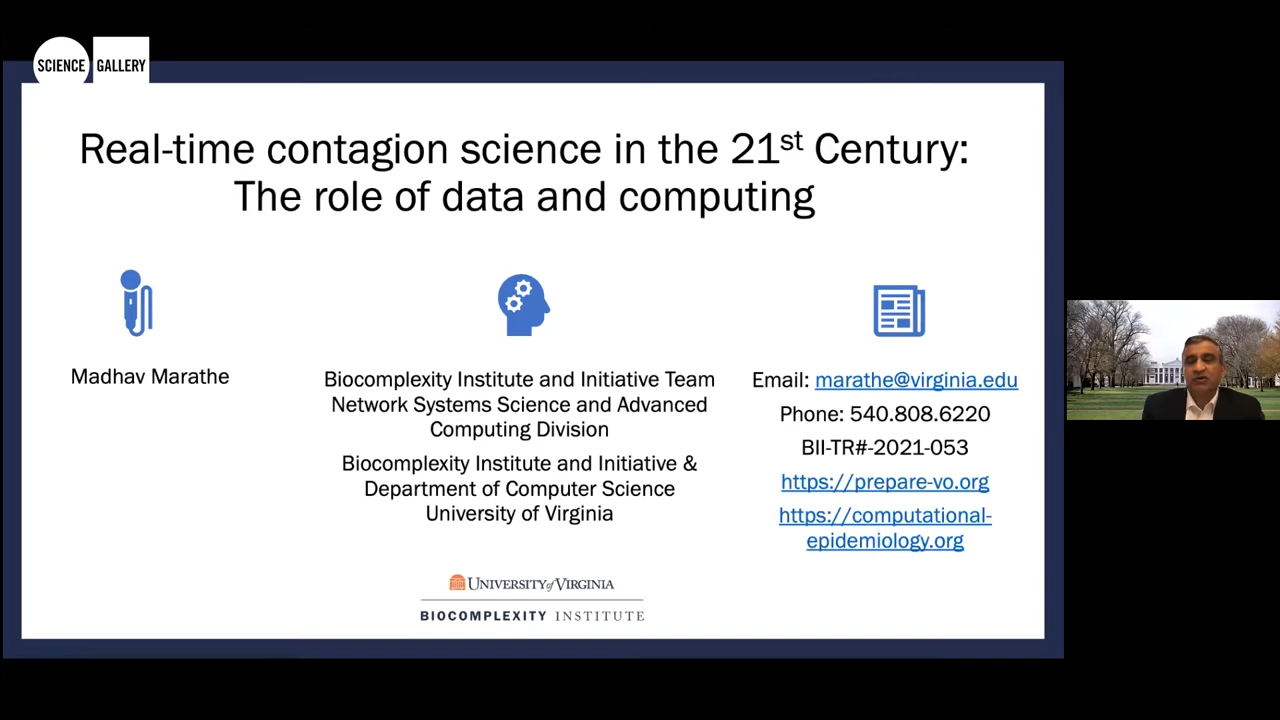 SCIENCE GALLERY
Real-time contagion science in the 21st Century:
The role of data and computing
Madhav Marathe
Biocomplexity Institute and Initiative Team
Network Systems Science and Advanced
Computing Division
Biocomplexity Institute and Initiative &
Department of Computer Science
University of Virginia
Email: marathe@virginia.edu
Phone: 540.808.6220
BII-TR#-2021-053
https://prepare-vo.org
https://computational-
epidemiology.org
UNIVERSITY of VIRGINIA
BIOCOMPLEXITY INSTITUTE